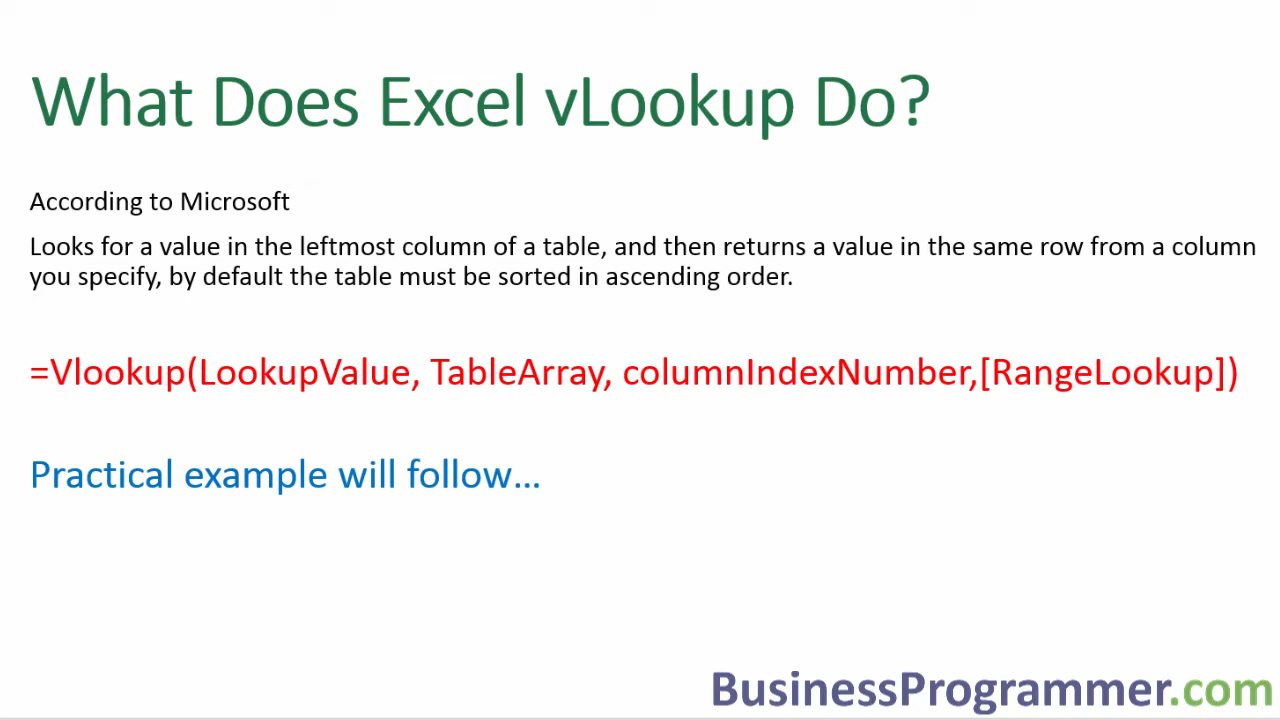 What Does Excel vLookup Do?
According to Microsoft
Looks for a value in the leftmost column of a table, and then returns a value in the same row from a column
you specify, by default the table must be sorted in ascending order.
=Vlookup(LookupValue, TableArray, columnIndexNumber,[RangeLookup])
Practical example will follow...
BusinessProgrammer.com